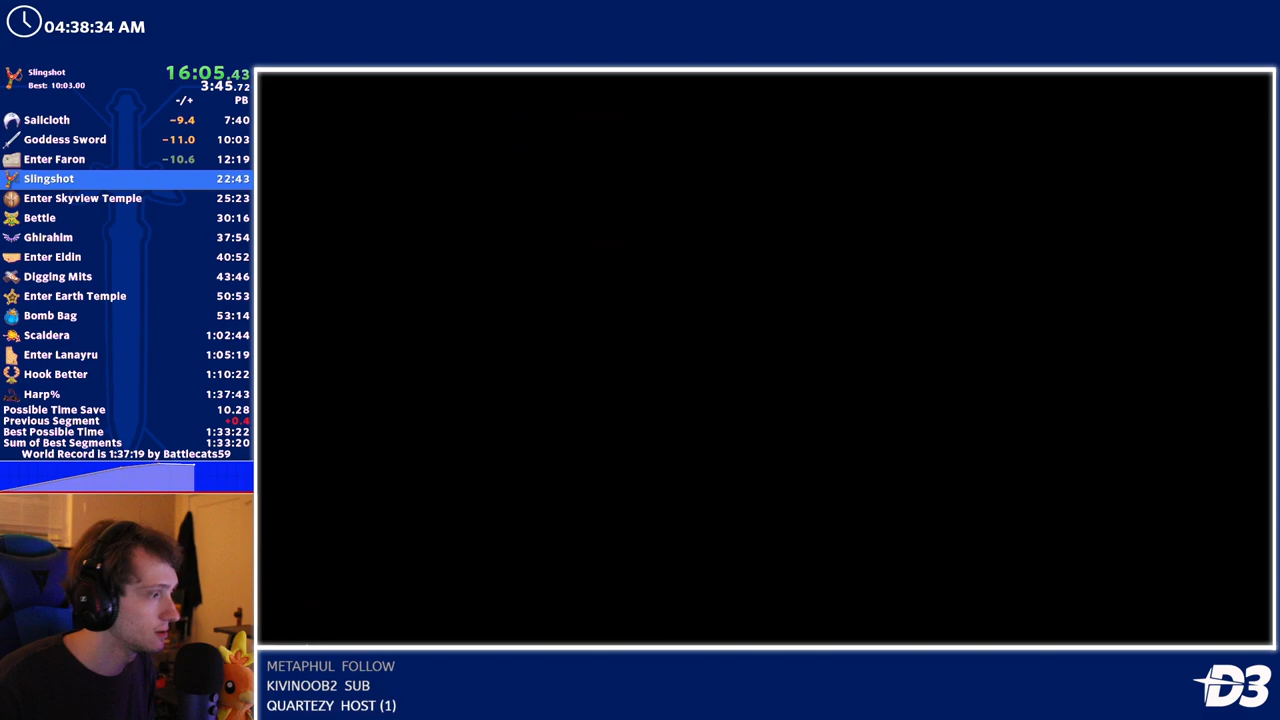 04:38:34 AM
Slingshot 16:05.43
Best: 10:03.00 3:45.72
-/+ PB
Sailcloth -9.4 7:40
Goddess Sword -11.0 10:03
Enter Faron -10.6 12:19
Slingshot 22:43
Enter Skyview Temple 25:23
Bettle 30:16
Ghirahim 37:54
Enter Eldin 40:52
Digging Mits 43:46
Enter Earth Temple 50:53
Bomb Bag 53:14
Scaldera 1:02:44
Enter Lanayru 1:05:19
Hook Better 1:10:22
Harp% 1:37:43
Possible Time Save 10.28
Previous Segment +0.4
Best Possible Time 1:33:22
Sum of Best Segments 1:33:20
World Record is 1:37:19 by Battlecats59
METAPHUL FOLLOW
KIVINOOB2 SUB
QUARTEZY HOST (1)
D3